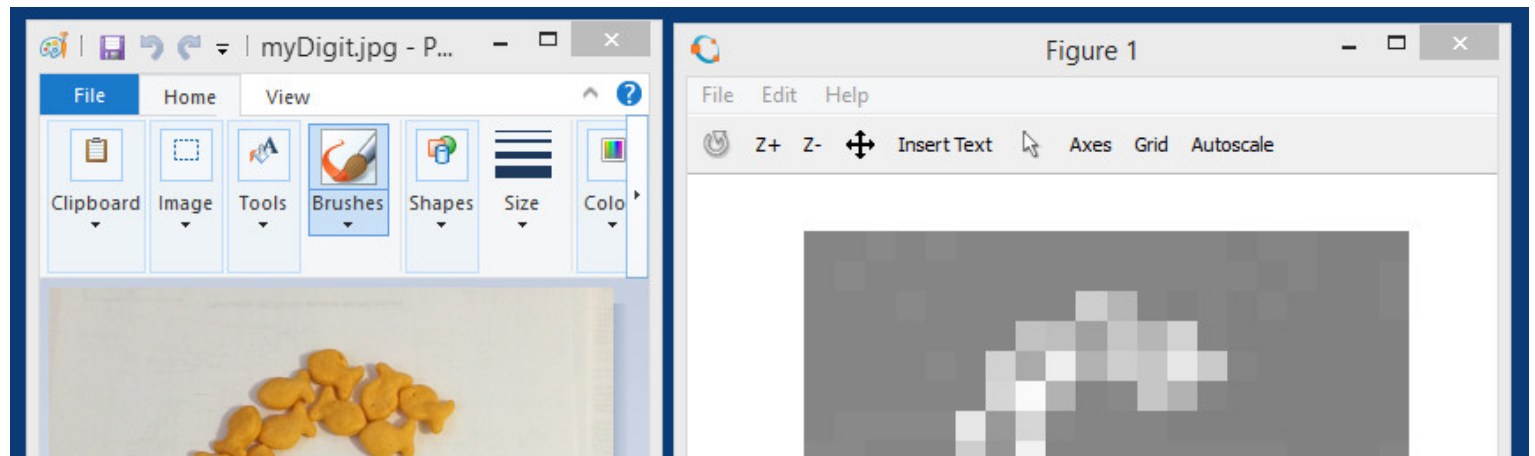 myDigit.jpg - P...
File Home View
Clipboard Image Tools Brushes Shapes Size Colo
Figure 1
File Edit Help
Z+ Z- Insert Text Axes Grid Autoscale